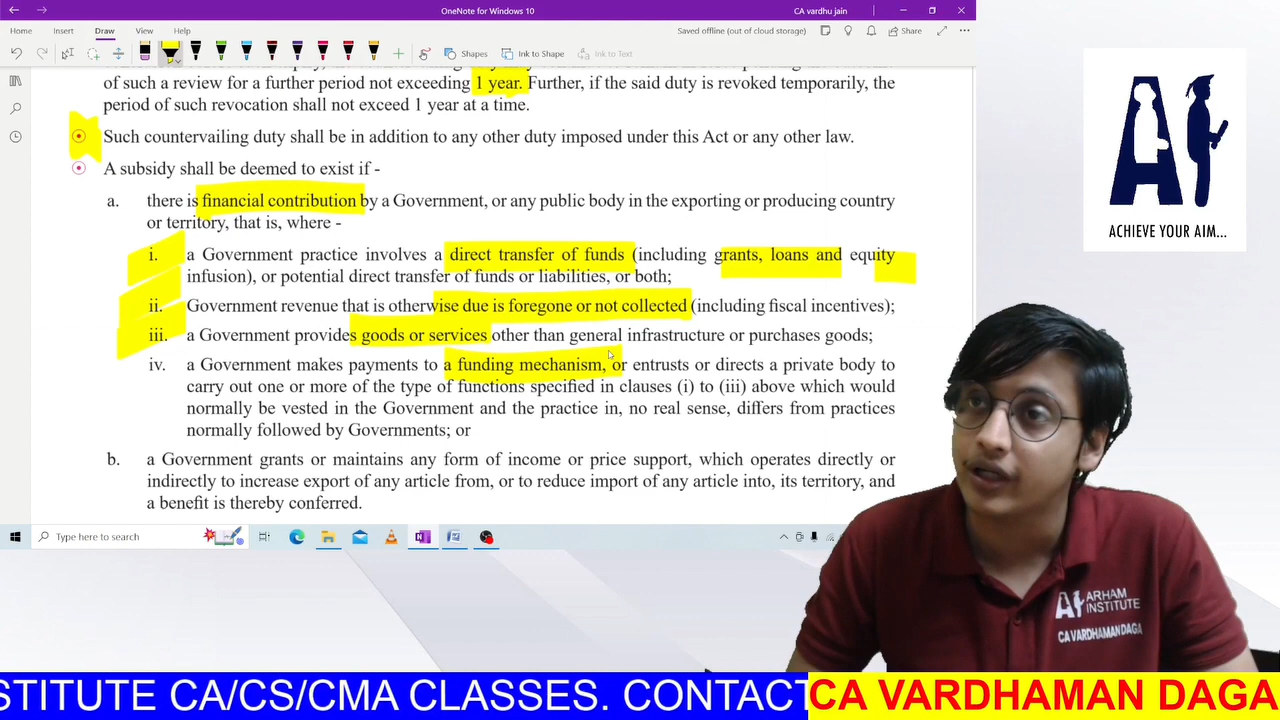 OneNote for Windows 10
CA vardhu jain
Home Insert Draw View Help
Saved offline (out of cloud storage)
Share
Shapes
Ink to Shape
Ink to Text
of such a review for a further period not exceeding 1 year. Further, if the said duty is revoked temporarily, the
period of such revocation shall not exceed 1 year at a time.
Such countervailing duty shall be in addition to any other duty imposed under this Act or any other law.
A subsidy shall be deemed to exist if -
a. there is financial contribution by a Government, or any public body in the exporting or producing country
or territory, that is, where -
i. a Government practice involves a direct transfer of funds (including grants, loans and equity
infusion), or potential direct transfer of funds or liabilities, or both;
ii. Government revenue that is otherwise due is foregone or not collected (including fiscal incentives);
iii. a Government provides goods or services other than general infrastructure or purchases goods;
iv. a Government makes payments to a funding mechanism, or entrusts or directs a private body to
carry out one or more of the type of functions specified in clauses (i) to (iii) above which would
normally be vested in the Government and the practice in, no real sense, differs from practices
normally followed by Governments; or
b. a Government grants or maintains any form of income or price support, which operates directly or
indirectly to increase export of any article from, or to reduce import of any article into, its territory, and
a benefit is thereby conferred.
Type here to search
ACHIEVE YOUR AIM...
ARHAM
INSTITUTE
CA VARDHAMAN DAGA
STITUTE CA/CS/CMA CLASSES. CONTACT
CA VARDHAMAN DAGA